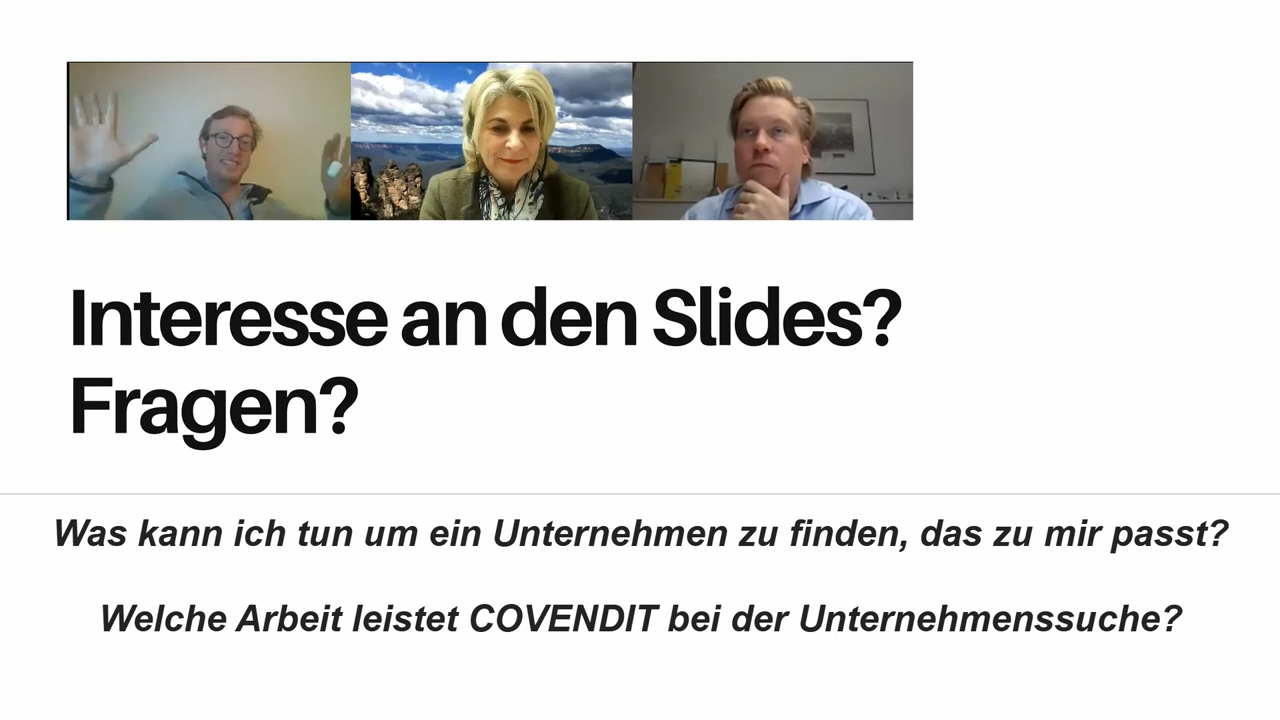 Interesse an den Slides?
Fragen?
Was kann ich tun um ein Unternehmen zu finden, das zu mir passt?
Welche Arbeit leistet COVENDIT bei der Unternehmenssuche?